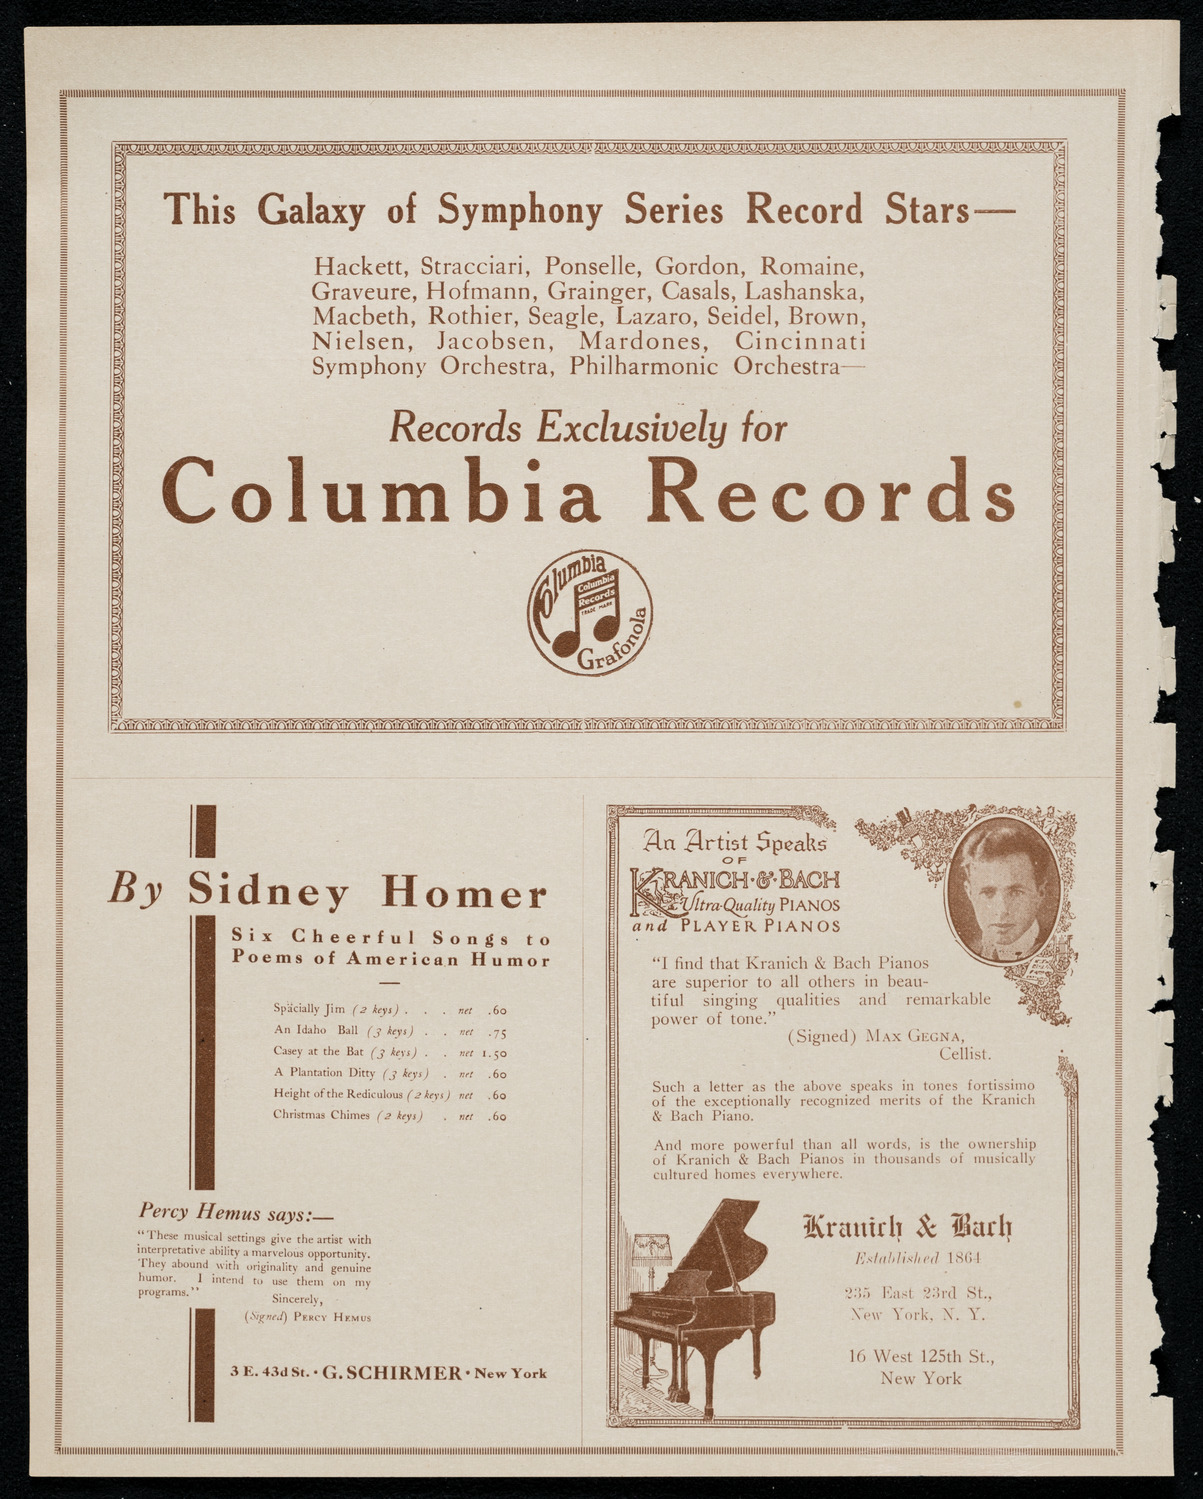 This Galaxy of Symphony Series Record Stars—
Hackett, Stracciari, Ponselle, Gordon, Romaine,
Graveure, Hofmann, Grainger, Casals, Lashanska,
Macbeth, Rothier, Seagle, Lazaro, Seidel, Brown,
Nielsen, Jacobsen, Mardones, Cincinnati
Symphony Orchestra, Philharmonic Orchestra—
Records Exclusively for
Columbia Records
Columbia
Columbia
Records
TRADE MARK
Grafonola
By Sidney Homer
Six Cheerful Songs to
Poems of American Humor
Späcially Jim (2 keys) . . . net .60
An Idaho Ball (3 keys) . . net .75
Casey at the Bat (3 keys) . . net 1.50
A Plantation Ditty (3 keys) . net .60
Height of the Rediculous (2 keys) net .60
Christmas Chimes (2 keys) . net .60
Percy Hemus says:—
“These musical settings give the artist with
interpretative ability a marvelous opportunity.
They abound with originality and genuine
humor. I intend to use them on my
programs.”
Sincerely,
(Signed) PERCY HEMUS
3 E. 43d St. · G. SCHIRMER · New York
An Artist Speaks
OF
KRANICH·&·BACH
Ultra-Quality PIANOS
and PLAYER PIANOS
“I find that Kranich & Bach Pianos
are superior to all others in beau-
tiful singing qualities and remarkable
power of tone.”
(Signed) MAX GEGNA,
Cellist.
Such a letter as the above speaks in tones fortissimo
of the exceptionally recognized merits of the Kranich
& Bach Piano.
And more powerful than all words, is the ownership
of Kranich & Bach Pianos in thousands of musically
cultured homes everywhere.
Kranich & Bach
Established 1864
235 East 23rd St.,
New York, N. Y.
16 West 125th St.,
New York